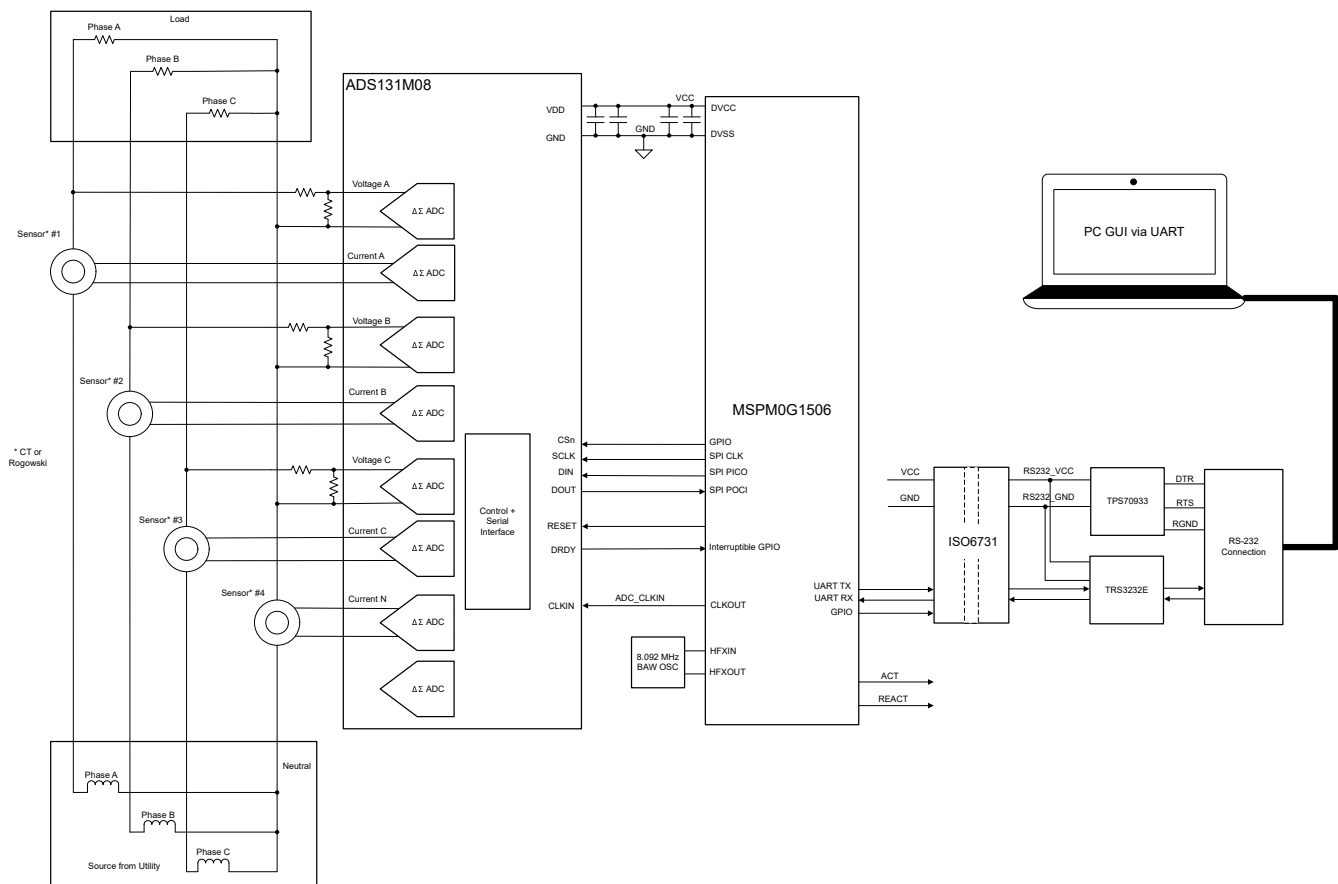 Load
Phase A
Phase B
Phase C
ADS131M08
VDD
GND
VCC
GND
DVCC
DVSS
Voltage A
ΔΣ ADC
Sensor* #1
Current A
ΔΣ ADC
Voltage B
ΔΣ ADC
Sensor* #2
Current B
ΔΣ ADC
* CT or
Rogowski
Voltage C
ΔΣ ADC
Sensor* #3
Current C
ΔΣ ADC
Sensor* #4
Current N
ΔΣ ADC
ΔΣ ADC
Control +
Serial
Interface
CSn
SCLK
DIN
DOUT
RESET
DRDY
CLKIN
ADC_CLKIN
MSPM0G1506
GPIO
SPI CLK
SPI PICO
SPI POCI
Interruptible GPIO
CLKOUT
HFXIN
HFXOUT
8.092 MHz
BAW OSC
UART TX
UART RX
GPIO
ACT
REACT
VCC
GND
ISO6731
RS232_VCC
RS232_GND
TPS70933
DTR
RTS
RGND
TRS3232E
RS-232
Connection
PC GUI via UART
Neutral
Phase A
Phase B
Phase C
Source from Utility